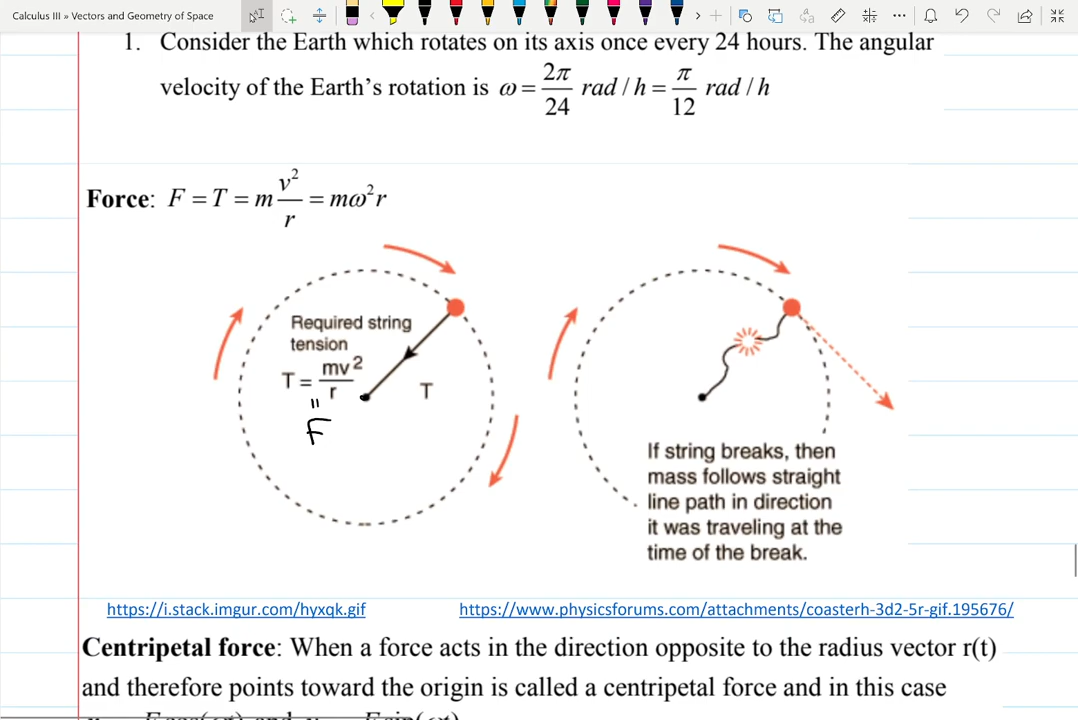 Calculus III » Vectors and Geometry of Space
1. Consider the Earth which rotates on its axis once every 24 hours. The angular
velocity of the Earth's rotation is ω = 2π/24 rad / h = π/12 rad / h
Force: F = T = m v²/r = mω²r
Required string
tension
T = mv²/r
T
"
F
If string breaks, then
mass follows straight
line path in direction
it was traveling at the
time of the break.
https://i.stack.imgur.com/hyxqk.gif
https://www.physicsforums.com/attachments/coasterh-3d2-5r-gif.195676/
Centripetal force: When a force acts in the direction opposite to the radius vector r(t)
and therefore points toward the origin is called a centripetal force and in this case